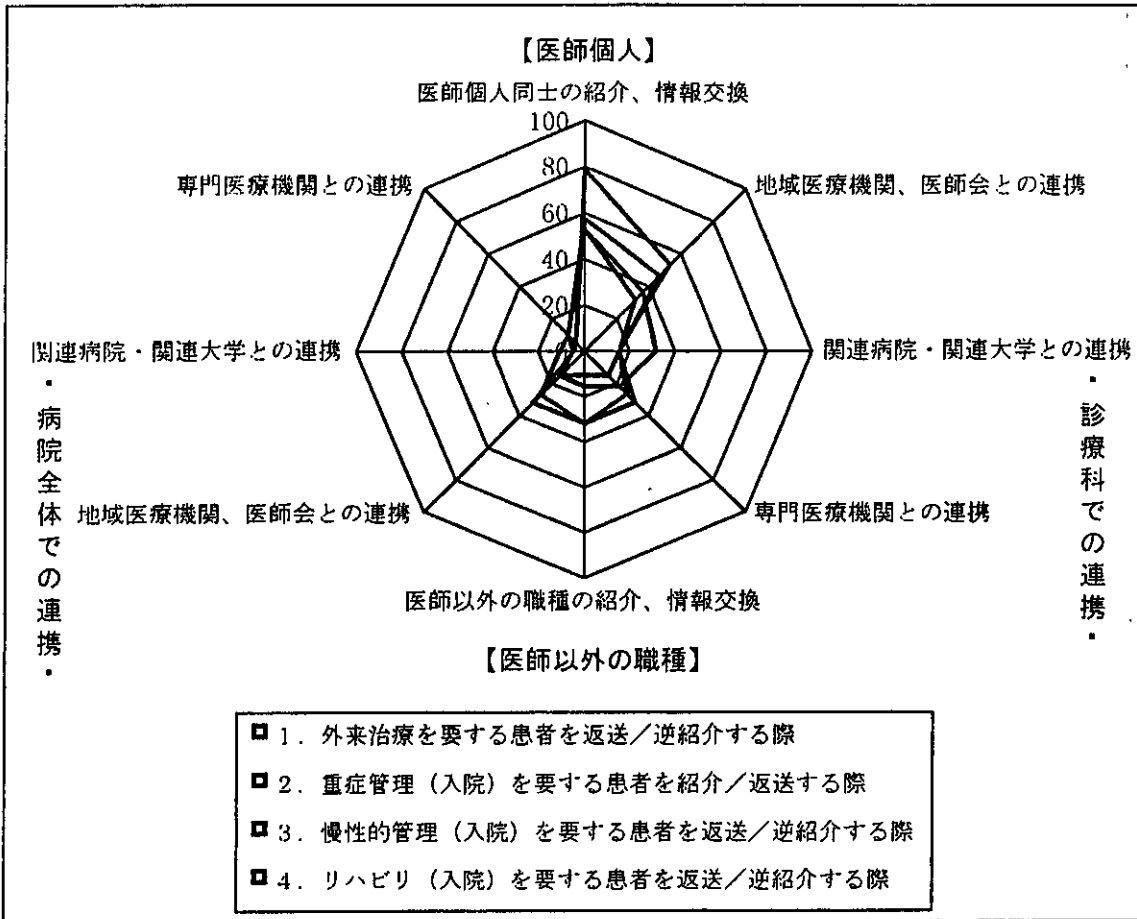 【医師個人】
医師個人同士の紹介、情報交換
100
80
60
40
20
0
地域医療機関、医師会との連携
関連病院・関連大学との連携
専門医療機関との連携
医師以外の職種の紹介、情報交換
【医師以外の職種】
地域医療機関、医師会との連携
関連病院・関連大学との連携
専門医療機関との連携
・病院全体での連携・
・診療科での連携・
1. 外来治療を要する患者を返送/逆紹介する際
2. 重症管理（入院）を要する患者を紹介/返送する際
3. 慢性的管理（入院）を要する患者を返送/逆紹介する際
4. リハビリ（入院）を要する患者を返送/逆紹介する際